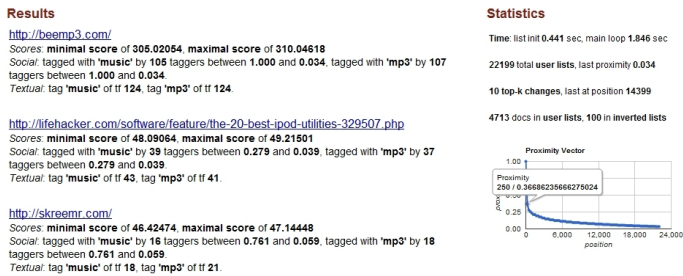 Results
http://beemp3.com/
Scores: minimal score of 305.02054, maximal score of 310.04618
Social: tagged with 'music' by 105 taggers between 1.000 and 0.034, tagged with 'mp3' by 107
taggers between 1.000 and 0.034.
Textual: tag 'music' of tf 124, tag 'mp3' of tf 124.
http://lifehacker.com/software/feature/the-20-best-ipod-utilities-329507.php
Scores: minimal score of 48.09064, maximal score of 49.21501
Social: tagged with 'music' by 39 taggers between 0.279 and 0.039, tagged with 'mp3' by 37
taggers between 0.279 and 0.039.
Textual: tag 'music' of tf 43, tag 'mp3' of tf 41.
http://skreemr.com/
Scores: minimal score of 46.42474, maximal score of 47.14448
Social: tagged with 'music' by 16 taggers between 0.761 and 0.059, tagged with 'mp3' by 18
taggers between 0.761 and 0.059.
Textual: tag 'music' of tf 18, tag 'mp3' of tf 21.
Statistics
Time: list init 0.441 sec, main loop 1.846 sec
22199 total user lists, last proximity 0.034
10 top-k changes, last at position 14399
4713 docs in user lists, 100 in inverted lists
Proximity Vector
1.00
Proximity
250 / 0.36686235666275024
0.25
0.00
0
6,000
12,000
18,000
24,000
position